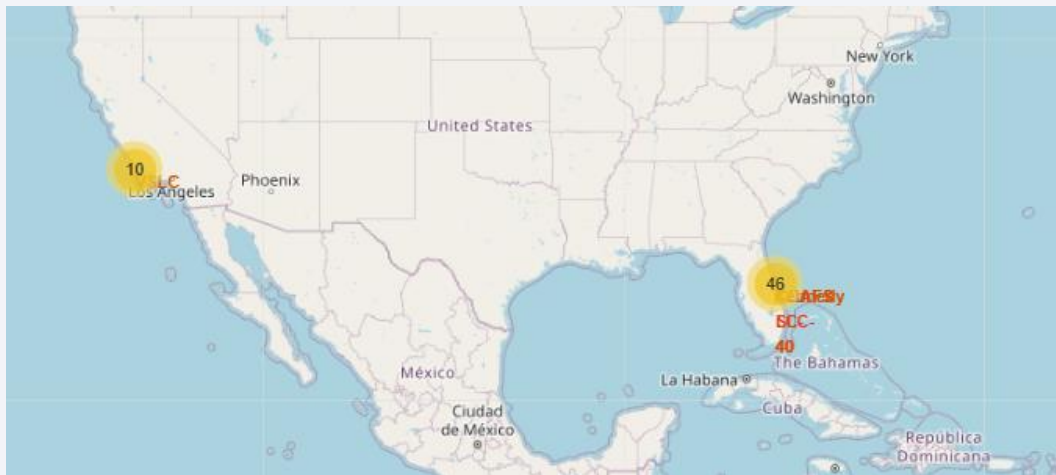 New York
Washington
United States
10
Phoenix
Los Angeles
46
40
The Bahamas
México
La Habana
Cuba
Ciudad
de México
República
Dominicana